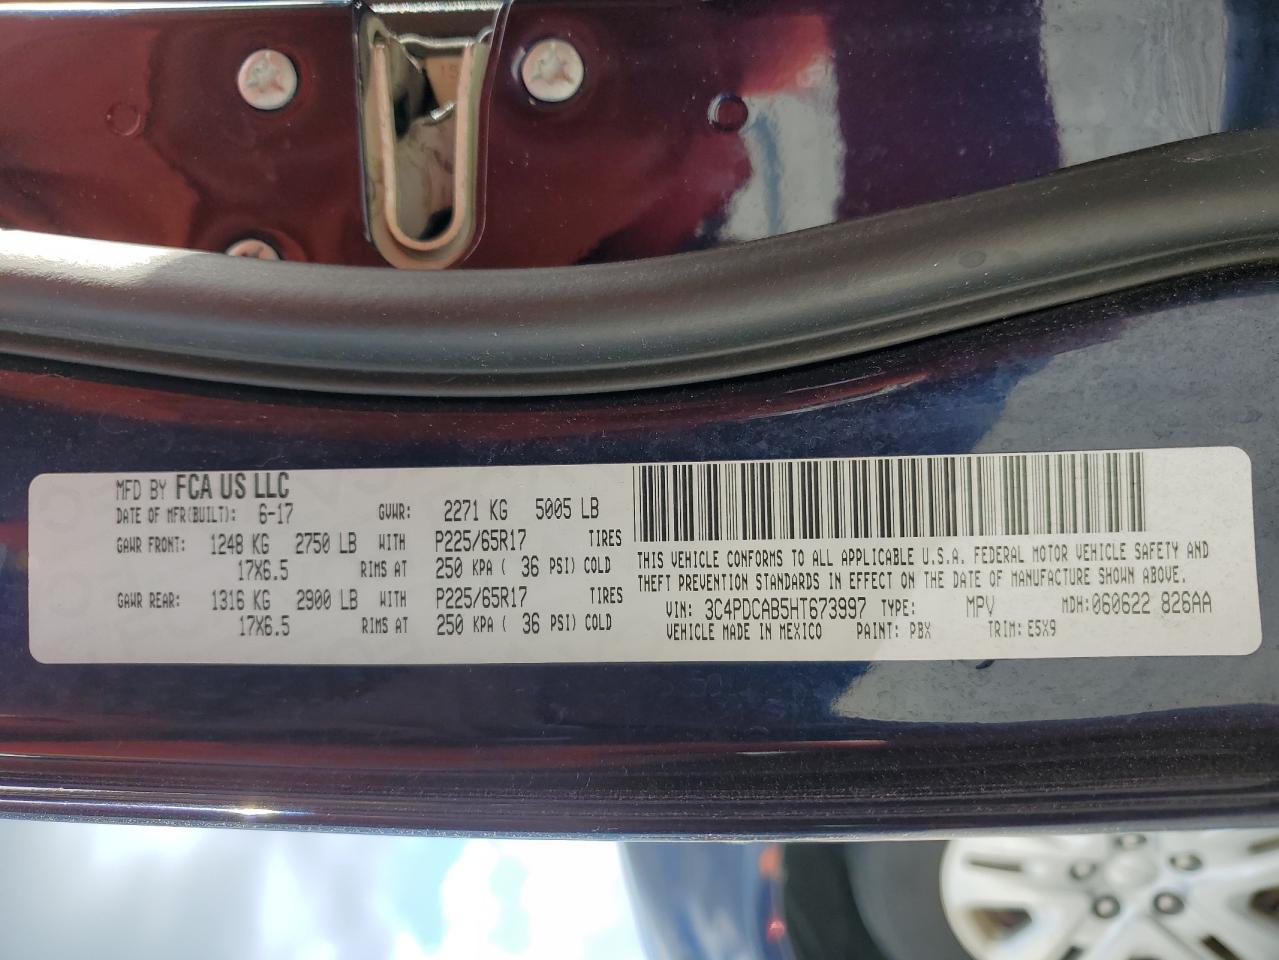 MFD BY FCA US LLC
DATE OF MFR(BUILT): 6-17 GVWR: 2271 KG 5005 LB
GAWR FRONT: 1248 KG 2750 LB WITH P225/65R17 TIRES
17X6.5 RIMS AT 250 KPA ( 36 PSI) COLD
GAWR REAR: 1316 KG 2900 LB WITH P225/65R17 TIRES
17X6.5 RIMS AT 250 KPA ( 36 PSI) COLD
THIS VEHICLE CONFORMS TO ALL APPLICABLE U.S.A. FEDERAL MOTOR VEHICLE SAFETY AND
THEFT PREVENTION STANDARDS IN EFFECT ON THE DATE OF MANUFACTURE SHOWN ABOVE.
VIN: 3C4PDCAB5HT673997 TYPE: MPV MDH: 060622 826AA
VEHICLE MADE IN MEXICO PAINT: PBX TRIM: E5X9